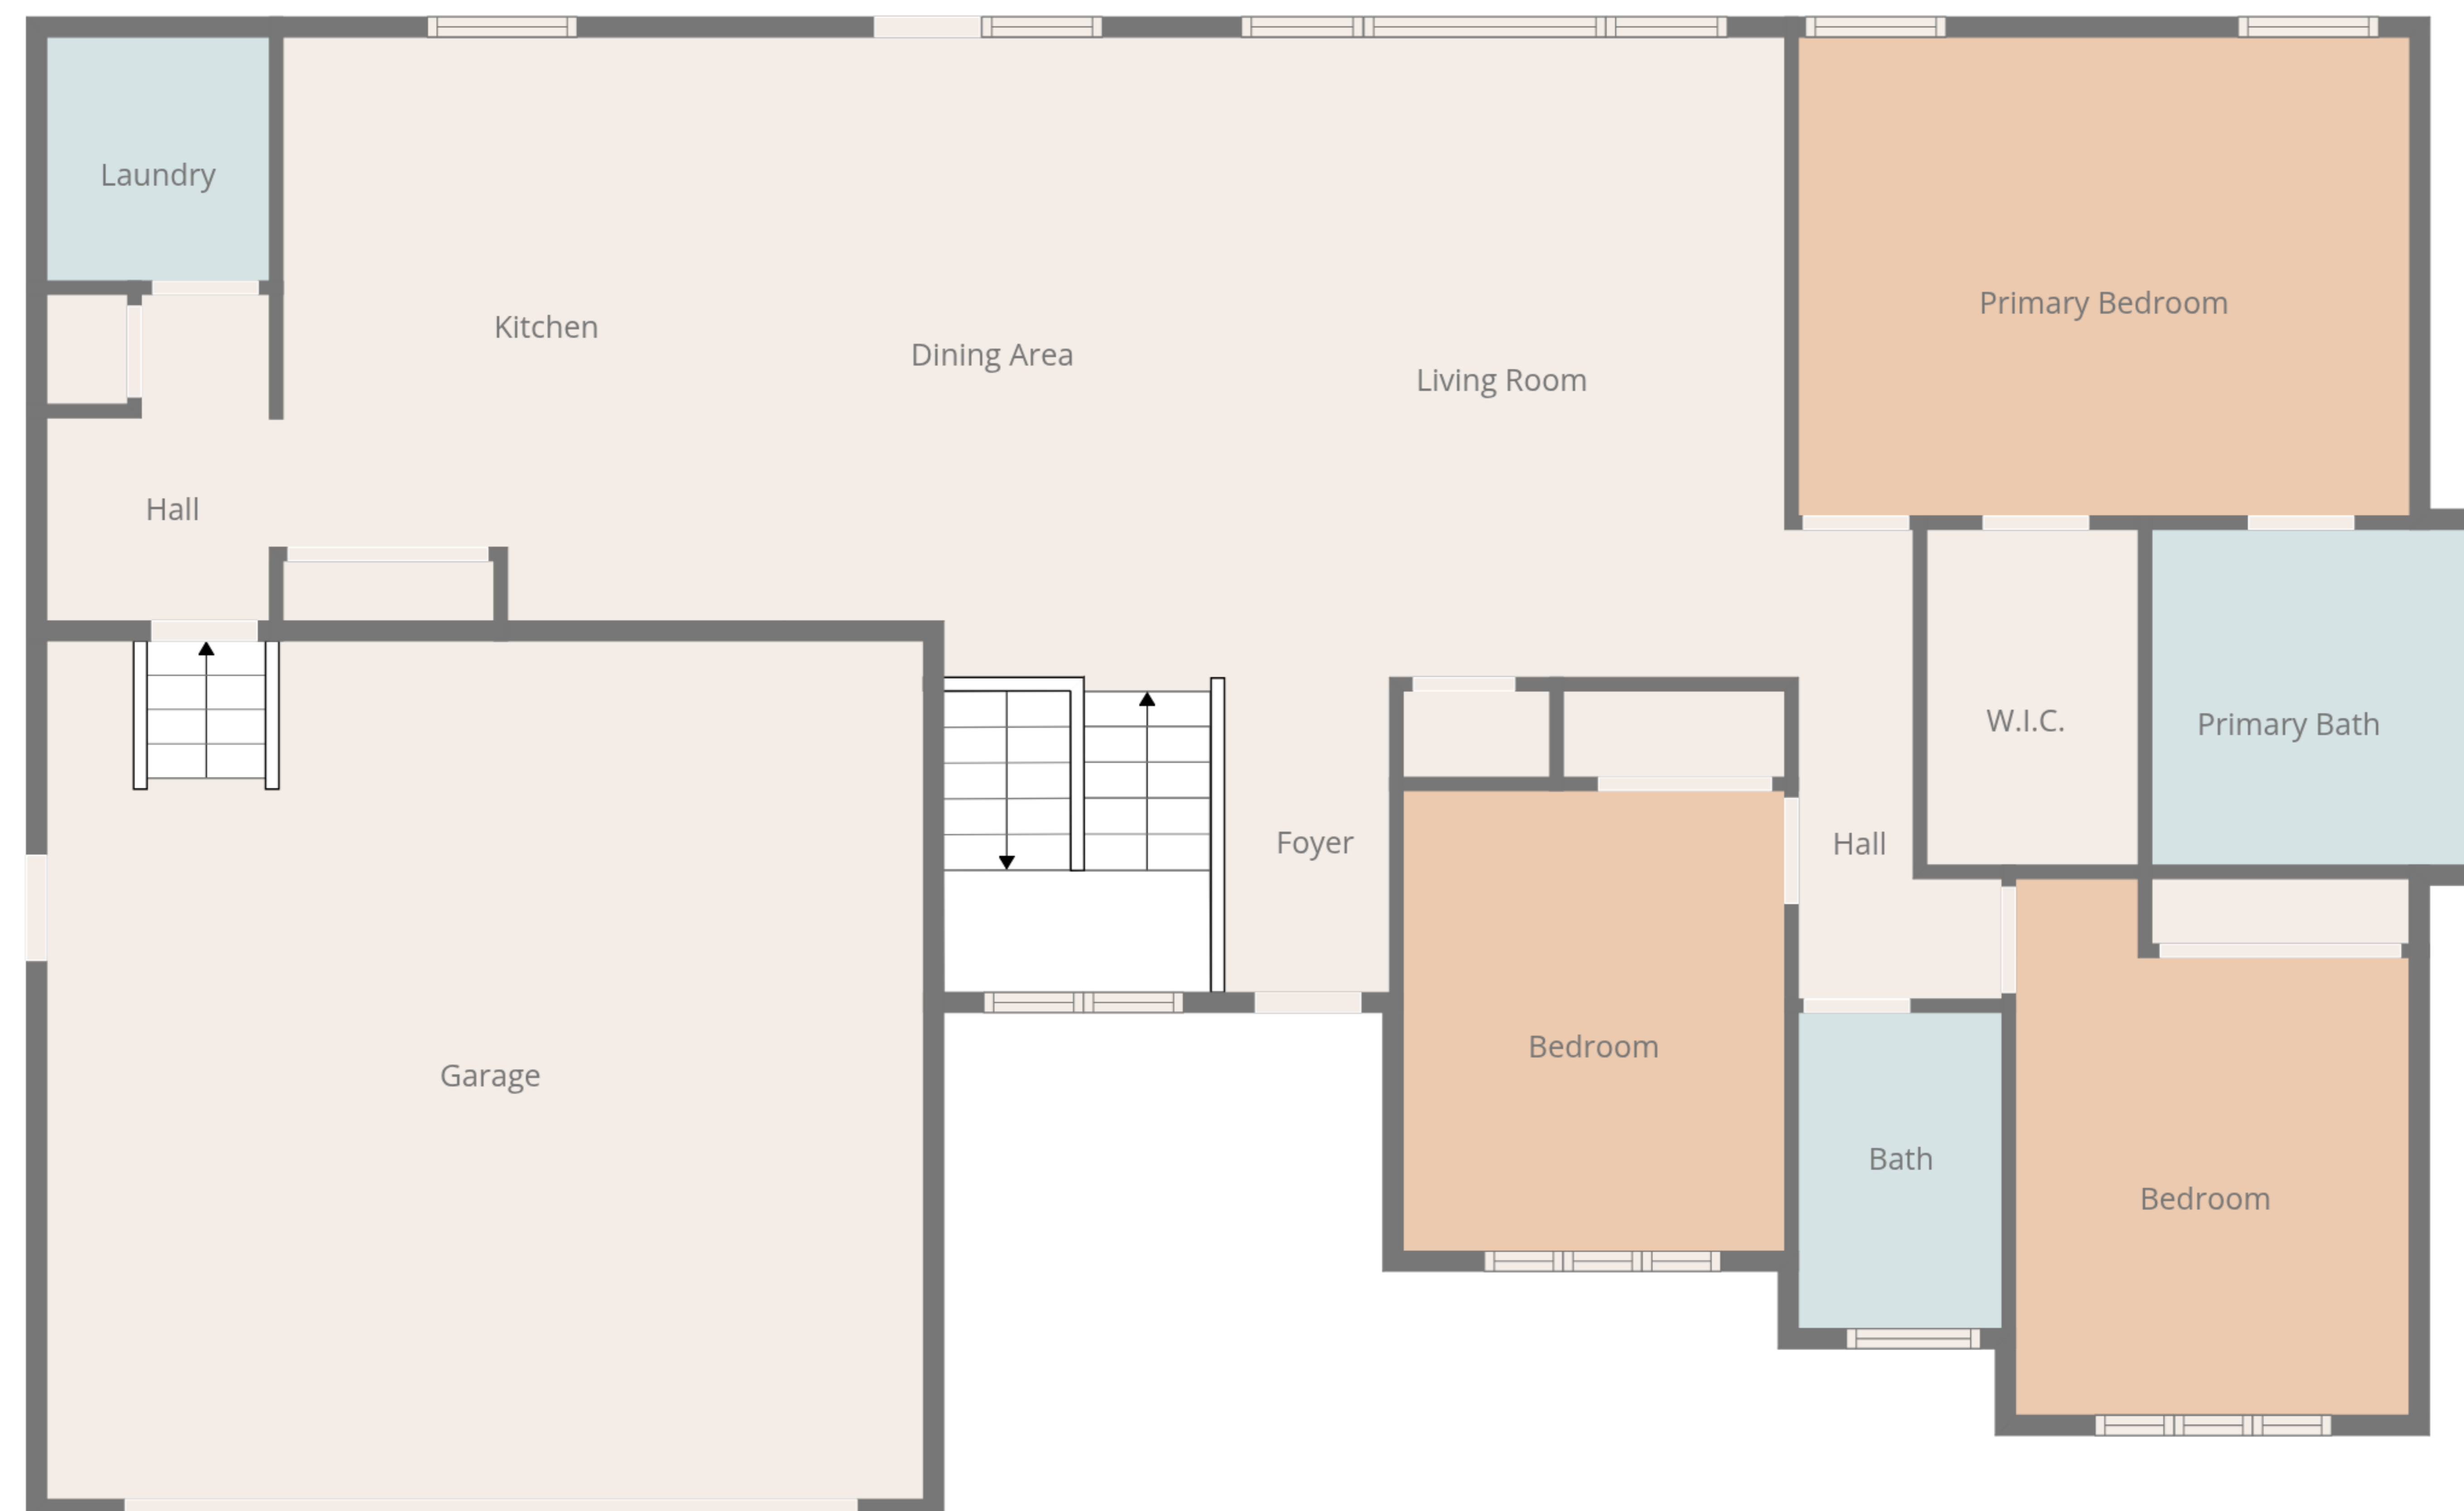 Laundry
Kitchen
Dining Area
Living Room
Primary Bedroom
Hall
W.I.C.
Primary Bath
Foyer
Hall
Bedroom
Garage
Bath
Bedroom